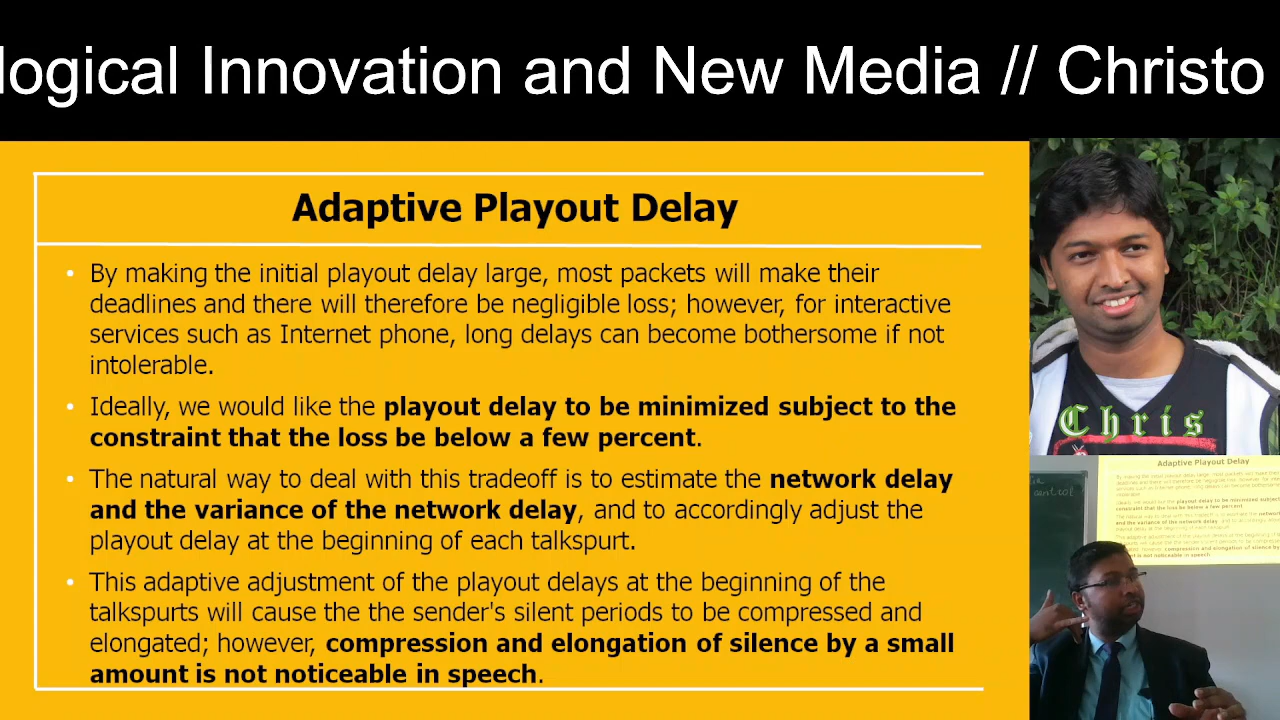 logical Innovation and New Media // Christo
Adaptive Playout Delay
• By making the initial playout delay large, most packets will make their
deadlines and there will therefore be negligible loss; however, for interactive
services such as Internet phone, long delays can become bothersome if not
intolerable.
• Ideally, we would like the playout delay to be minimized subject to the
constraint that the loss be below a few percent.
• The natural way to deal with this tradeoff is to estimate the network delay
and the variance of the network delay, and to accordingly adjust the
playout delay at the beginning of each talkspurt.
• This adaptive adjustment of the playout delays at the beginning of the
talkspurts will cause the the sender's silent periods to be compressed and
elongated; however, compression and elongation of silence by a small
amount is not noticeable in speech.
Chris
Adaptive Playout Delay